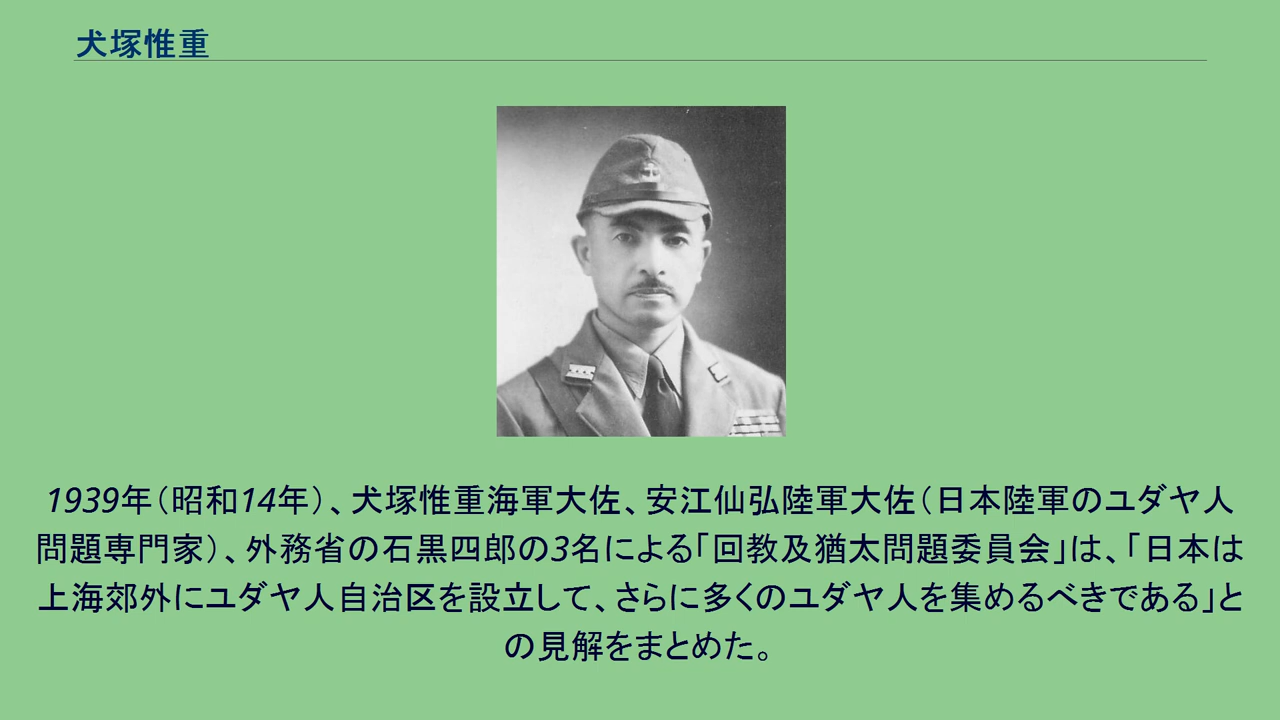 犬塚惟重
1939年（昭和14年）、犬塚惟重海軍大佐、安江仙弘陸軍大佐（日本陸軍のユダヤ人
問題専門家）、外務省の石黒四郎の3名による「回教及猶太問題委員会」は、「日本は
上海郊外にユダヤ人自治区を設立して、さらに多くのユダヤ人を集めるべきである」と
の見解をまとめた。